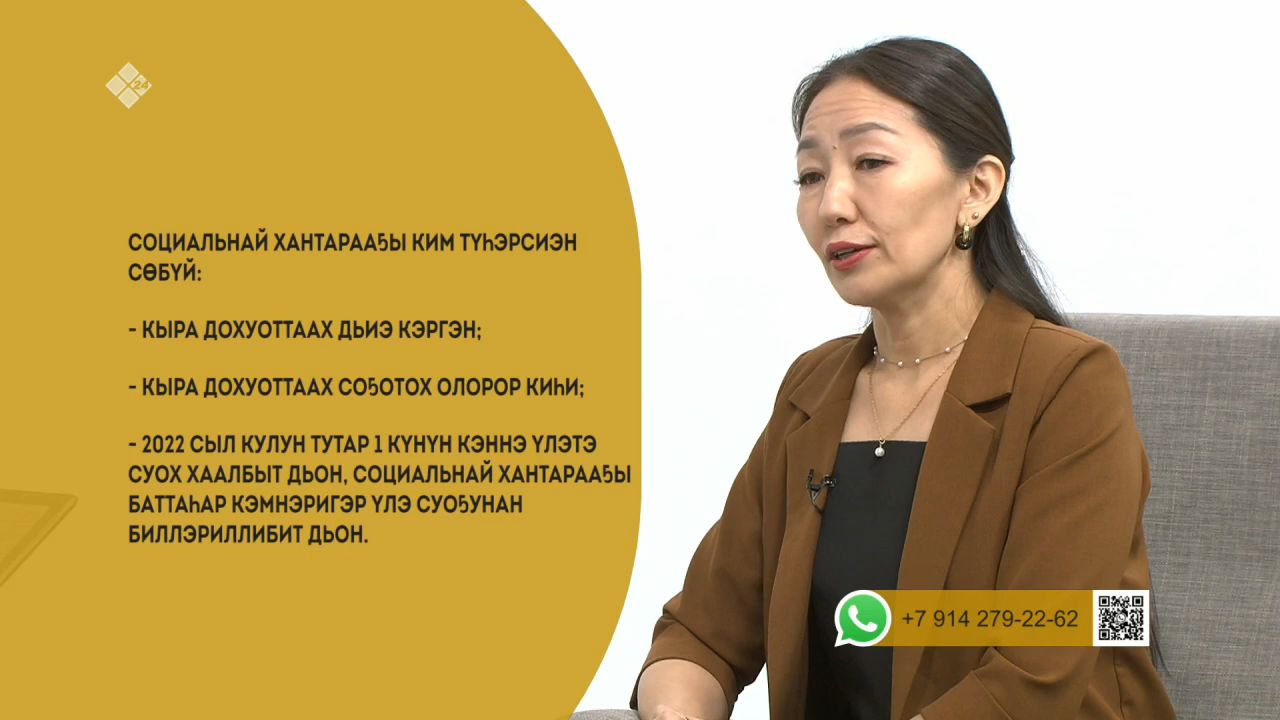 24
СОЦИАЛЬНАЙ ХАНТАРААҔЫ КИМ ТҮҺЭРСИЭН
СӨБҮЙ:
- КЫРА ДОХУОТТААХ ДЬИЭ КЭРГЭН;
- КЫРА ДОХУОТТААХ СОҔОТОХ ОЛОРОР КИҺИ;
- 2022 СЫЛ КУЛУН ТУТАР 1 КҮНҮН КЭННЭ ҮЛЭТЭ
СУОХ ХААЛБЫТ ДЬОН, СОЦИАЛЬНАЙ ХАНТАРААҔЫ
БАТТАҺАР КЭМНЭРИГЭР ҮЛЭ СУОҔУНАН
БИЛЛЭРИЛЛИБИТ ДЬОН.
+7 914 279-22-62